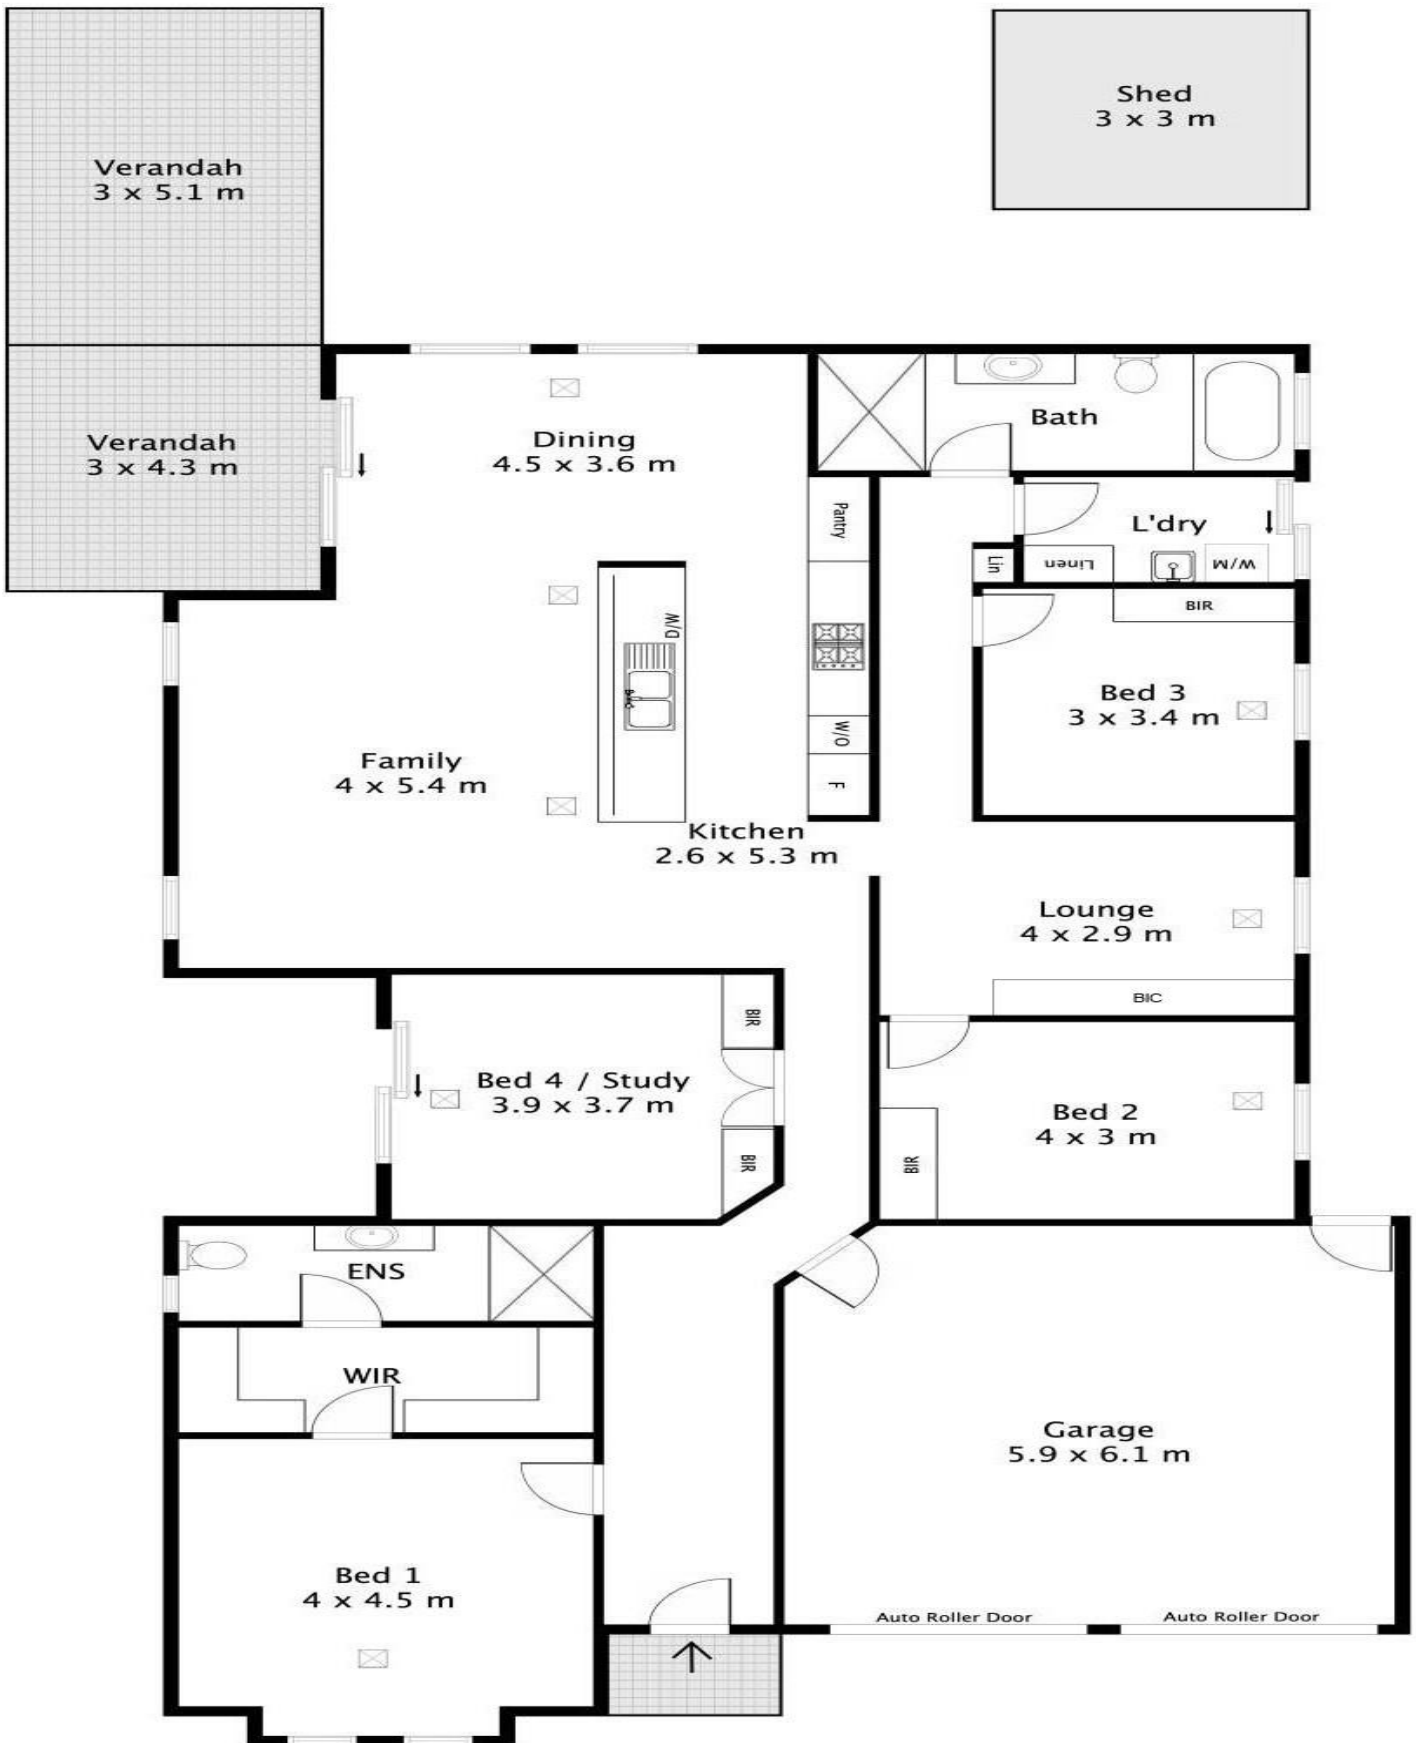 Shed
3 x 3 m
Verandah
3 x 5.1 m
Verandah
3 x 4.3 m
Dining
4.5 x 3.6 m
Bath
Pantry
L'dry
Lin
Linen
W/M
BIR
D/W
Bed 3
3 x 3.4 m
W/O
F
Family
4 x 5.4 m
Kitchen
2.6 x 5.3 m
Lounge
4 x 2.9 m
BIC
BIR
Bed 4 / Study
3.9 x 3.7 m
BIR
Bed 2
4 x 3 m
BIR
ENS
WIR
Garage
5.9 x 6.1 m
Bed 1
4 x 4.5 m
Auto Roller Door
Auto Roller Door